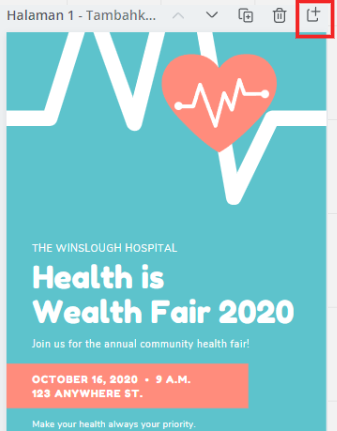 Halaman 1 - Tambahk...
THE WINSLOUGH HOSPITAL
Health is
Wealth Fair 2020
Join us for the annual community health fair!
OCTOBER 16, 2020 • 9 A.M.
123 ANYWHERE ST.
Make your health always your priority.